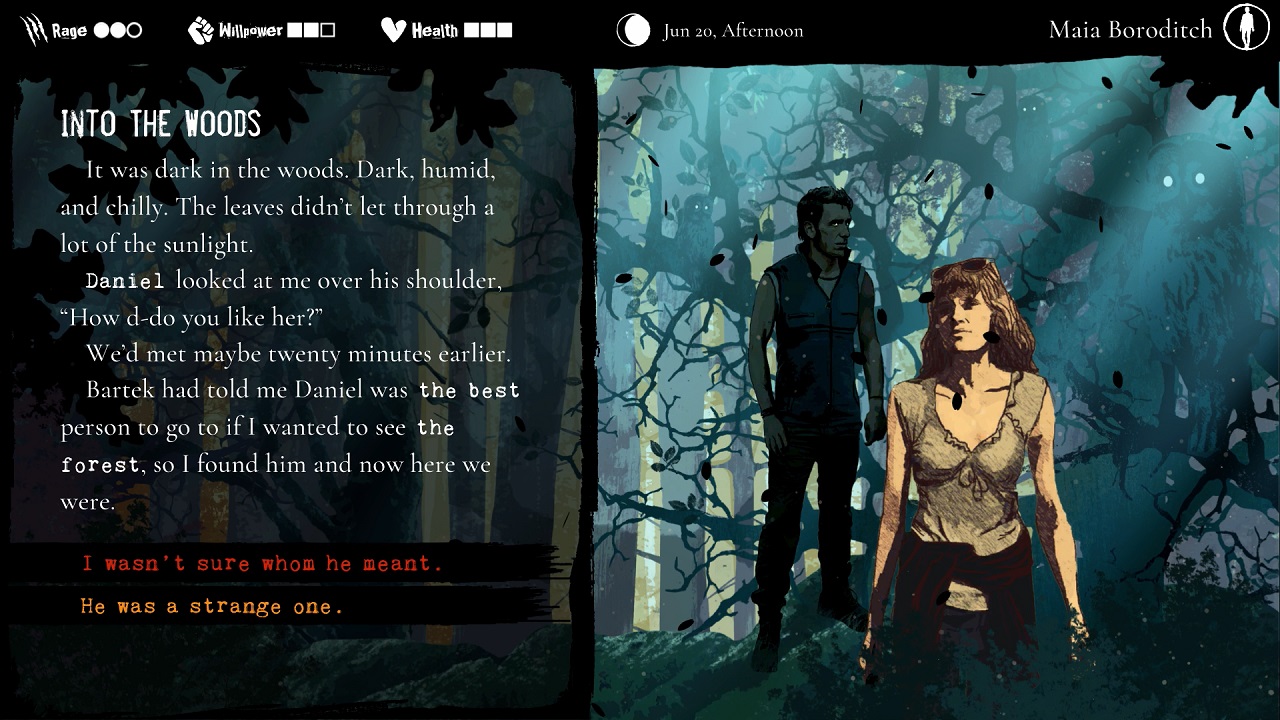 Rage Willpower Health Jun 20, Afternoon Maia Boroditch
INTO THE WOODS
It was dark in the woods. Dark, humid,
and chilly. The leaves didn’t let through a
lot of the sunlight.
Daniel looked at me over his shoulder,
“How d-do you like her?”
We’d met maybe twenty minutes earlier.
Bartek had told me Daniel was the best
person to go to if I wanted to see the
forest, so I found him and now here we
were.
I wasn’t sure whom he meant.
He was a strange one.